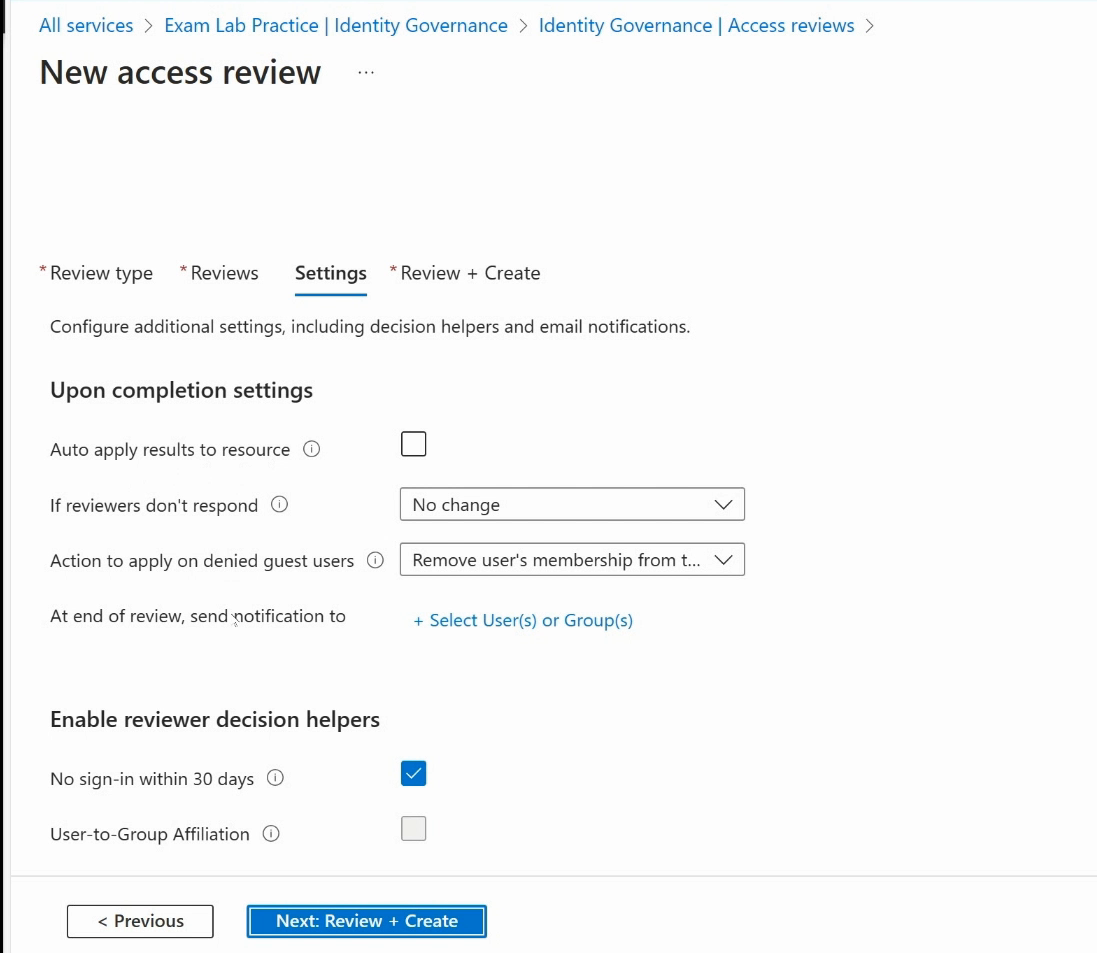 All services > Exam Lab Practice | Identity Governance > Identity Governance | Access reviews >
New access review ...
* Review type * Reviews Settings * Review + Create
Configure additional settings, including decision helpers and email notifications.
Upon completion settings
Auto apply results to resource
If reviewers don't respond No change
Action to apply on denied guest users Remove user's membership from t...
At end of review, send notification to + Select User(s) or Group(s)
Enable reviewer decision helpers
No sign-in within 30 days
User-to-Group Affiliation
< Previous Next: Review + Create